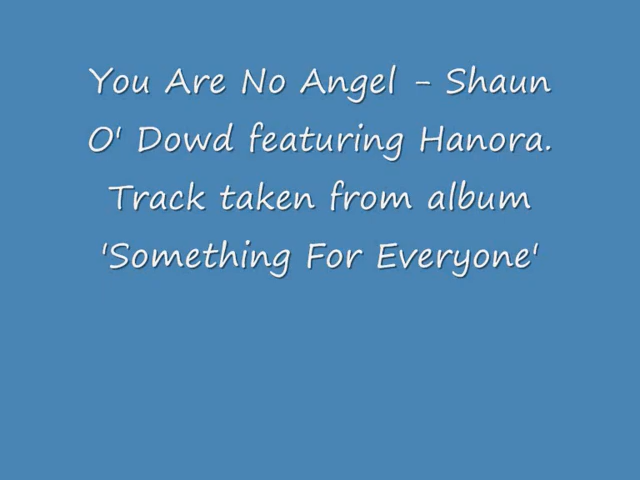 You Are No Angel - Shaun
O' Dowd featuring Hanora.
Track taken from album
'Something For Everyone'